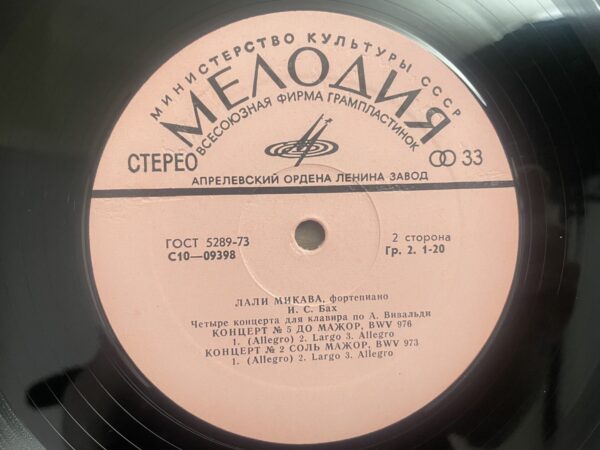 МИНИСТЕРСТВО КУЛЬТУРЫ СССР
МЕЛОДИЯ
ВСЕСОЮЗНАЯ ФИРМА ГРАМПЛАСТИНОК
СТЕРЕО
33
АПРЕЛЕВСКИЙ ОРДЕНА ЛЕНИНА ЗАВОД
ГОСТ 5289-73
2 сторона
С10—09398
Гр. 2. 1-20
ЛАЛИ МИКАВА, фортепиано
И. С. Бах
Четыре концерта для клавира по А. Вивальди
КОНЦЕРТ № 5 ДО МАЖОР, BWV 976
1. (Allegro) 2. Largo 3. Allegro
КОНЦЕРТ № 2 СОЛЬ МАЖОР, BWV 973
1. (Allegro) 2. Largo 3. Allegro